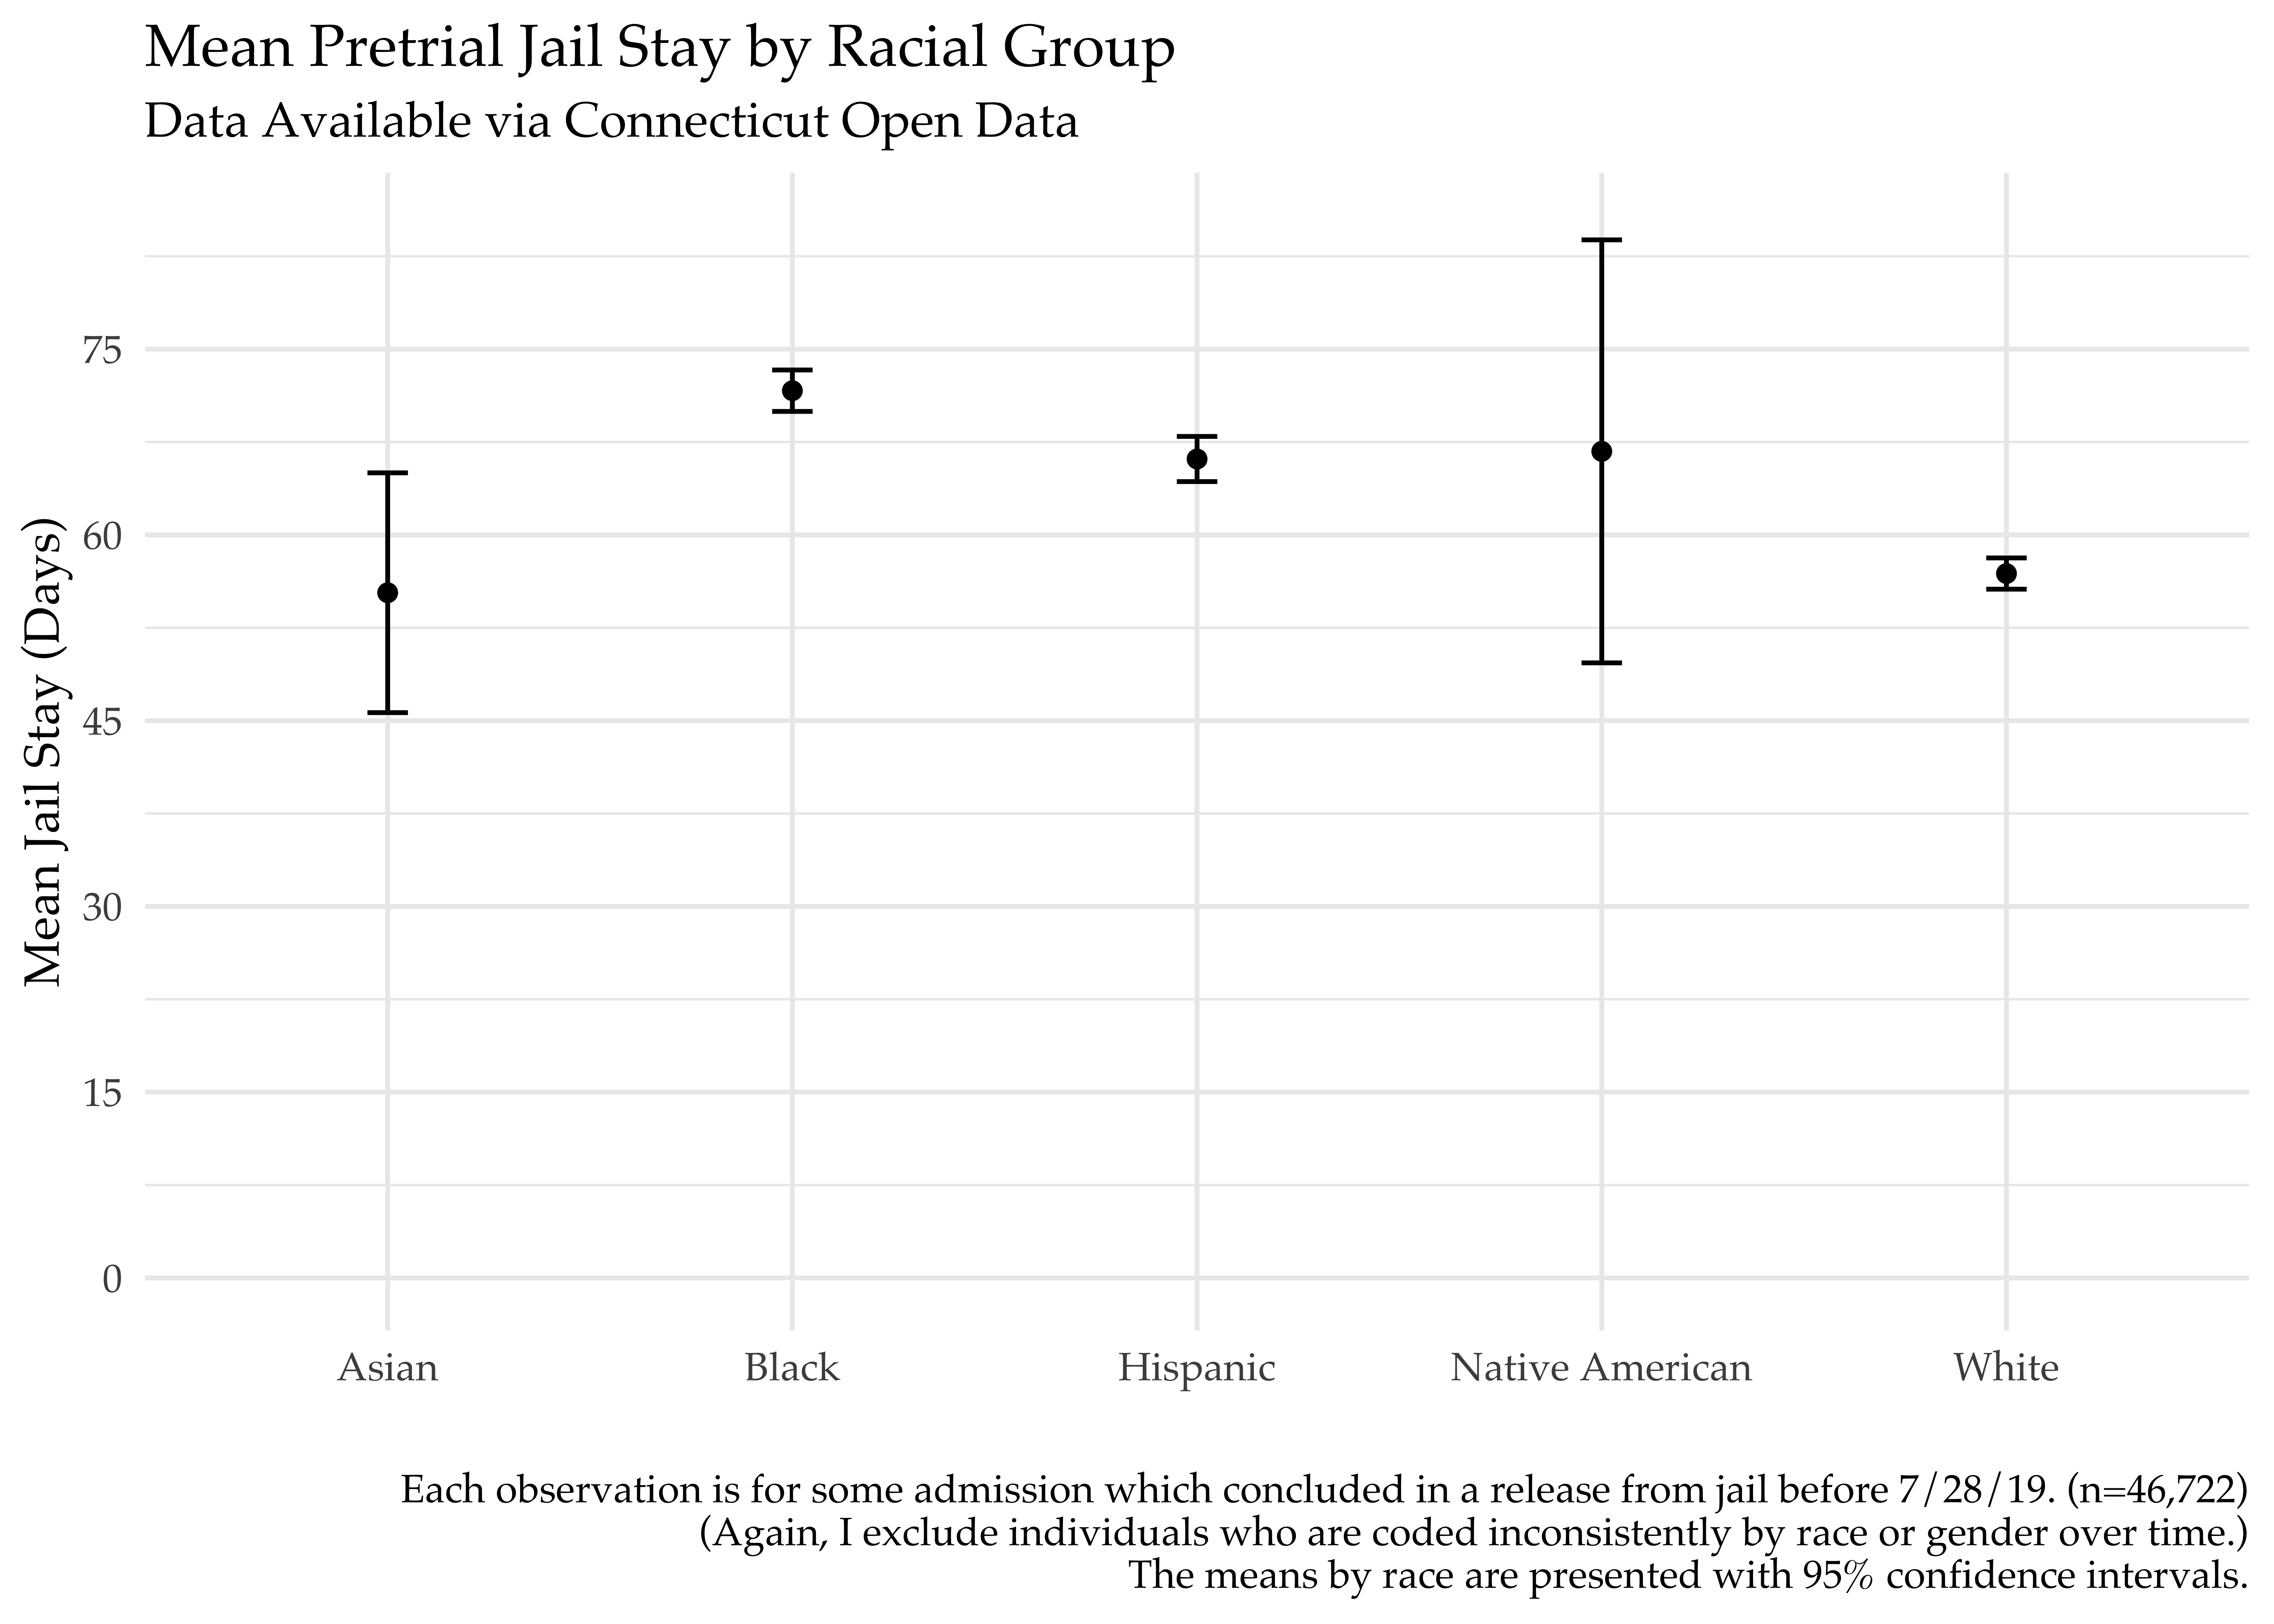 Mean Pretrial Jail Stay by Racial Group
Data Available via Connecticut Open Data
Mean Jail Stay (Days)
75
60
45
30
15
0
Asian
Black
Hispanic
Native American
White
Each observation is for some admission which concluded in a release from jail before 7/28/19. (n=46,722)
(Again, I exclude individuals who are coded inconsistently by race or gender over time.)
The means by race are presented with 95% confidence intervals.